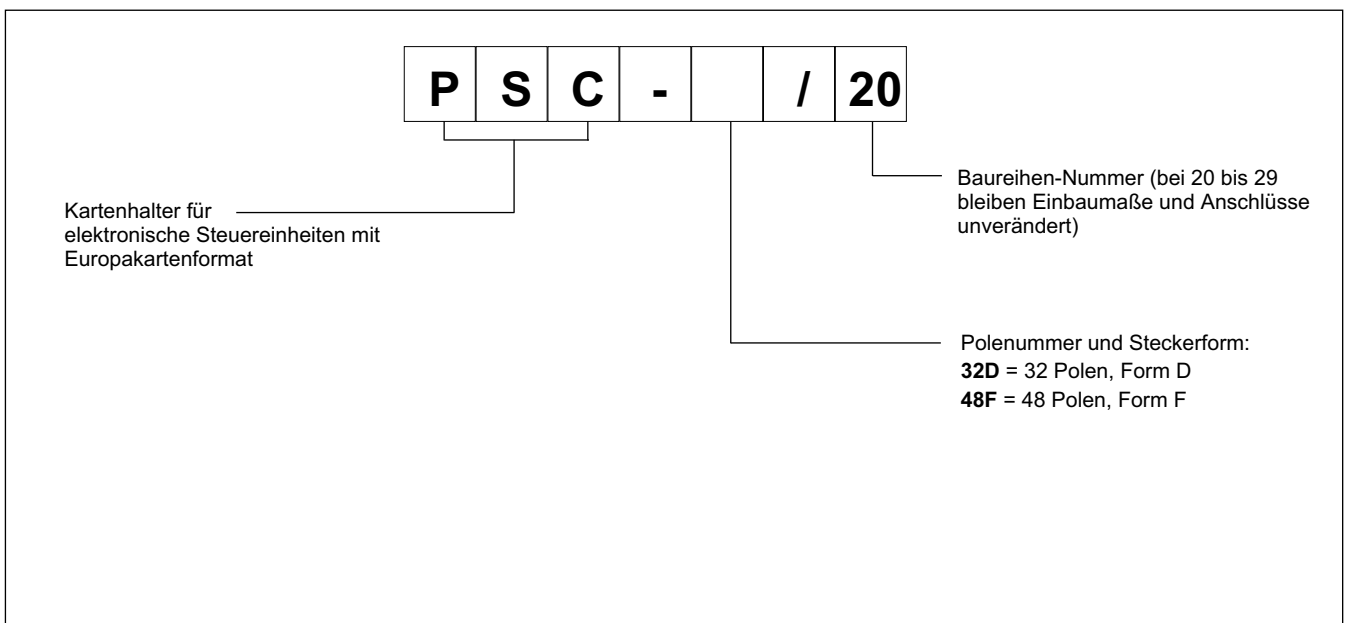 PSC - / 20
Kartenhalter für
elektronische Steuereinheiten mit
Europakartenformat
Baureihen-Nummer (bei 20 bis 29
bleiben Einbaumaße und Anschlüsse
unverändert)
Polenummer und Steckerform:
32D = 32 Polen, Form D
48F = 48 Polen, Form F